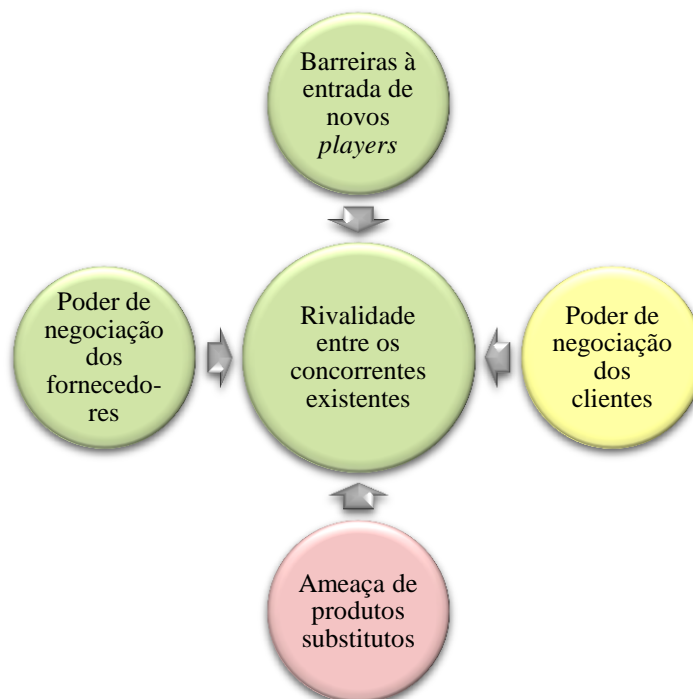 Barreiras à
entrada de
novos
players
Poder de
negociação
dos
fornecedo-
res
Rivalidade
entre os
concorrentes
existentes
Poder de
negociação
dos
clientes
Ameaça de
produtos
substitutos